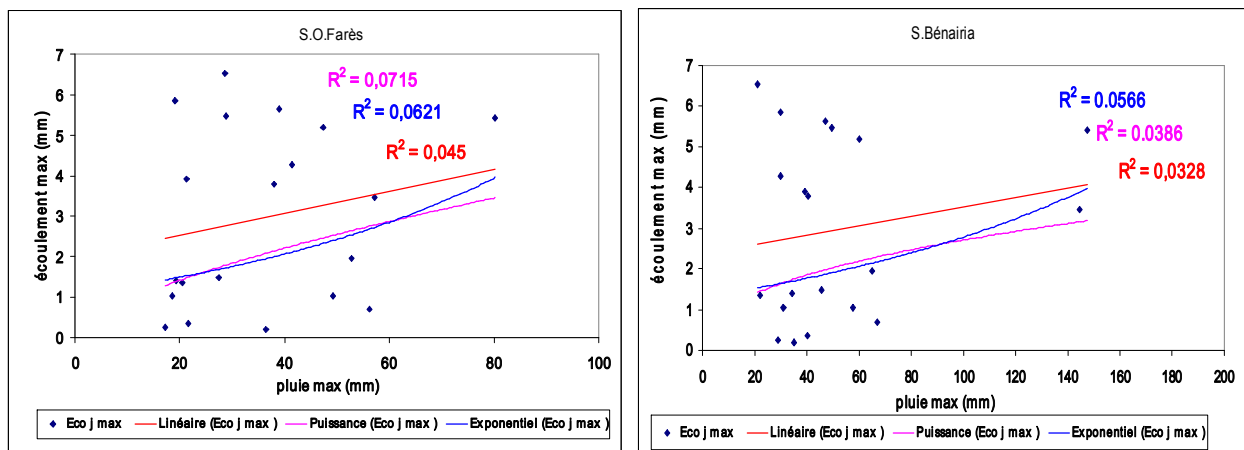 S.O.Farès
écoulement max (mm)
7
6
5
4
3
2
1
0
R² = 0,0715
R² = 0,0621
R² = 0,045
0 20 40 60 80 100
pluie max (mm)
Eco j max Linéaire (Eco j max ) Puissance (Eco j max ) Exponentiel (Eco j max )
S.Bénairia
écoulement max (mm)
7
6
5
4
3
2
1
0
R² = 0.0566
R² = 0.0386
R² = 0,0328
0 20 40 60 80 100 120 140 160 180 200
pluie max (mm)
Eco j max Linéaire (Eco j max ) Puissance (Eco j max ) Exponentiel (Eco j max )